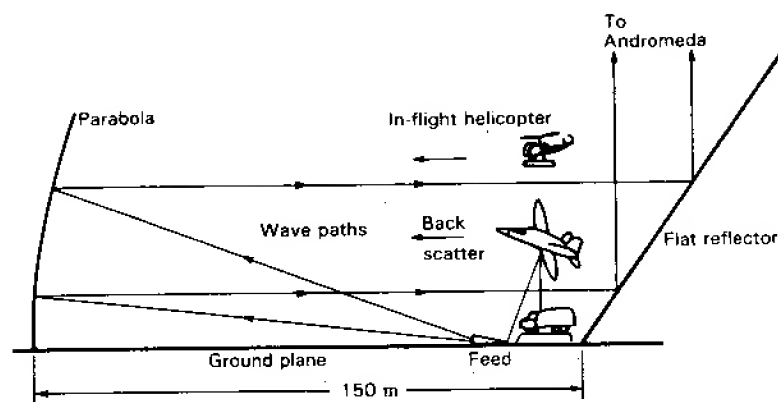 To
Andromeda
Parabola
In-flight helicopter
Wave paths
Back
scatter
Flat reflector
Ground plane
Feed
150 m